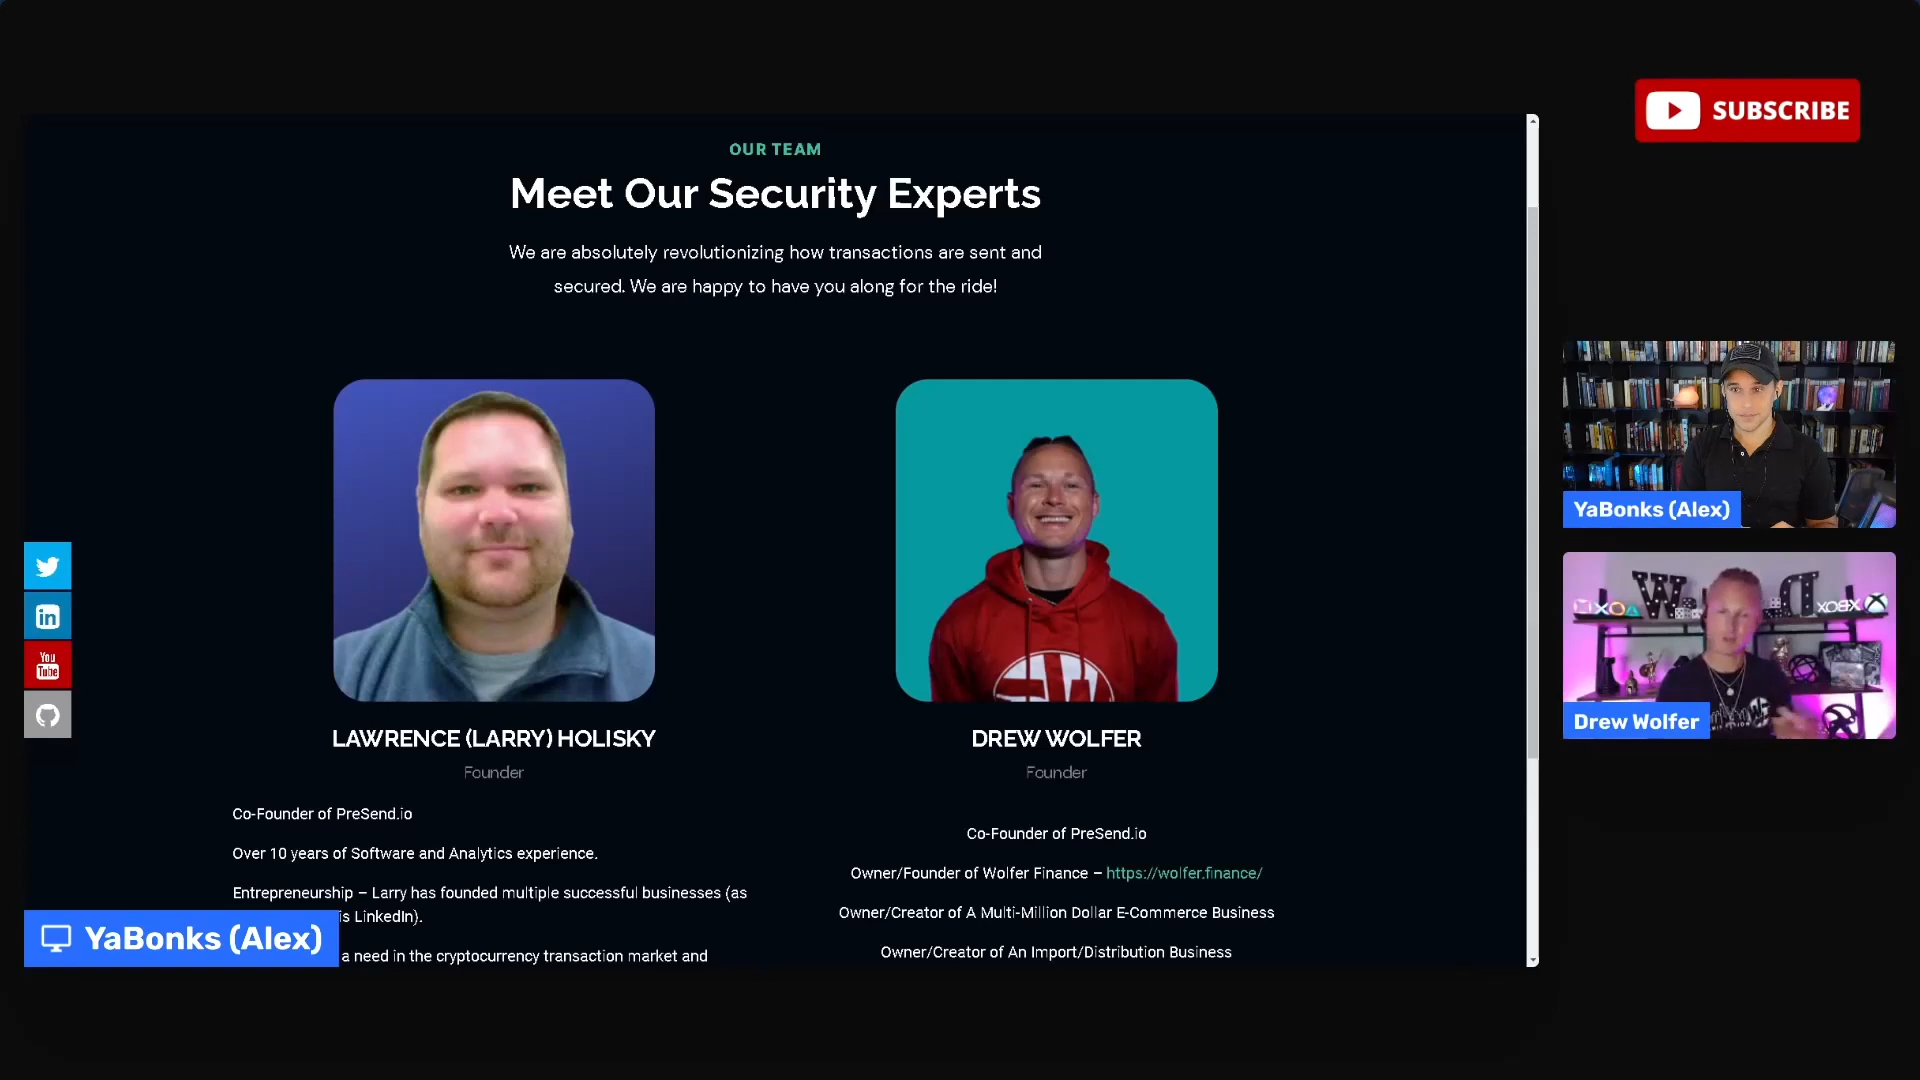 SUBSCRIBE
OUR TEAM
Meet Our Security Experts
We are absolutely revolutionizing how transactions are sent and
secured. We are happy to have you along for the ride!
LAWRENCE (LARRY) HOLISKY
Founder
Co-Founder of PreSend.io
Over 10 years of Software and Analytics experience.
Entrepreneurship – Larry has founded multiple successful businesses (as
is LinkedIn).
a need in the cryptocurrency transaction market and
DREW WOLFER
Founder
Co-Founder of PreSend.io
Owner/Founder of Wolfer Finance – https://wolfer.finance/
Owner/Creator of A Multi-Million Dollar E-Commerce Business
Owner/Creator of An Import/Distribution Business
in
You
Tube
YaBonks (Alex)
YaBonks (Alex)
W
D
XBOX
Drew Wolfer